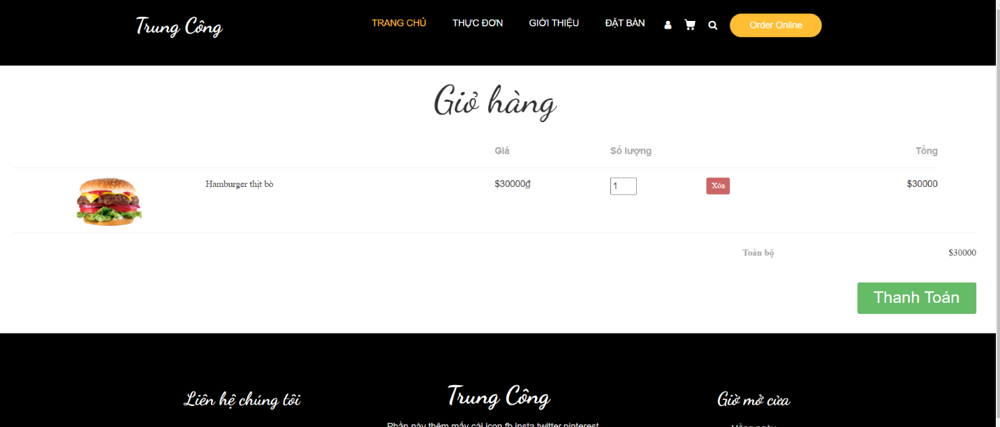 Trung Công
TRANG CHỦ THỰC ĐƠN GIỚI THIỆU ĐẶT BÀN Order Online
Giỏ hàng
Giá Số lượng Tổng
Hamburger thịt bò $30000₫ 1 Xóa $30000
Toàn bộ $30000
Thanh Toán
Liên hệ chúng tôi Trung Công Giờ mở cửa
Phần này thêm mấy cái icon fb insta twitter pinterest Hằng ngày